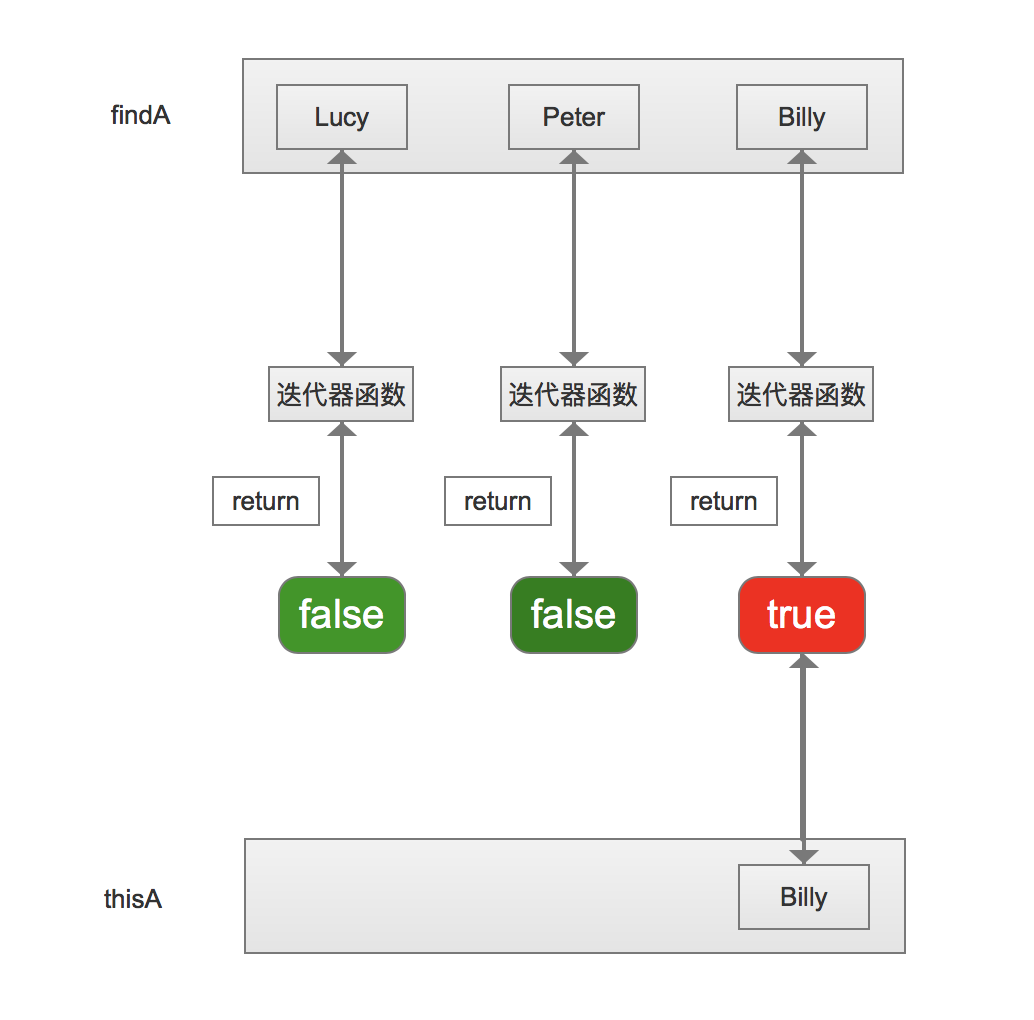 findA
Lucy
Peter
Billy
迭代器函数
迭代器函数
迭代器函数
return
return
return
false
false
true
thisA
Billy